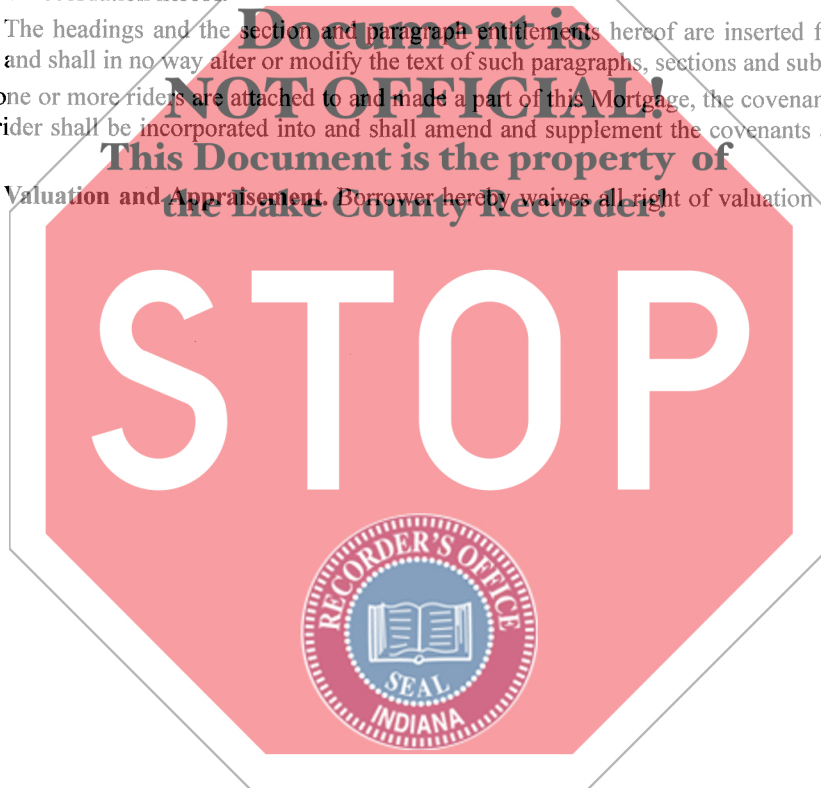 Document is
The headings and the section and paragraph entitlements hereof are inserted
and shall in no way alter or modify the text of such paragraphs, sections and
NOT OFFICIAL!
one or more riders are attached to and made a part of this Mortgage, the
rider shall be incorporated into and shall amend and supplement the covenants
This Document is the property of
Valuation and Appraisement. Borrower hereby waives all right of valuation
the Lake County Recorder!
STOP
RECORDER'S OFFICE
SEAL
INDIANA